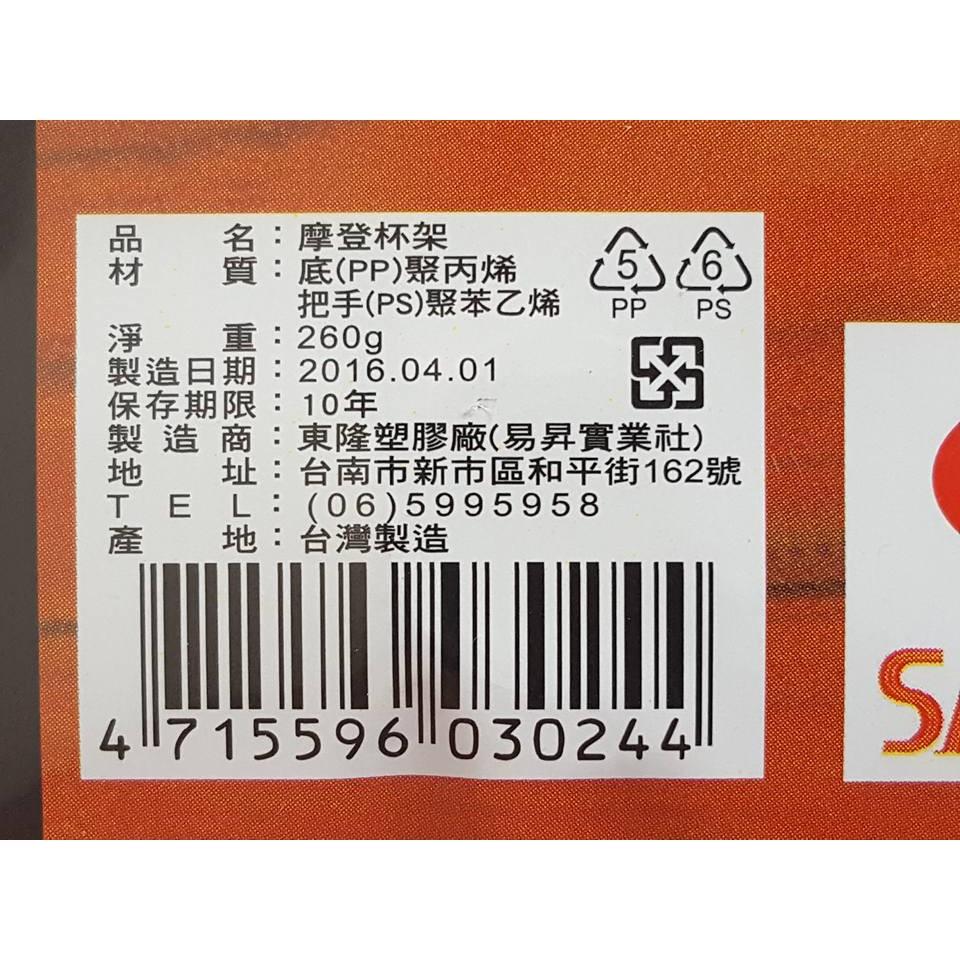 品名：摩登杯架
材質：底(PP)聚丙烯
把手(PS)聚苯乙烯
5 PP
6 PS
淨重：260g
製造日期：2016.04.01
保存期限：10年
製造商：東隆塑膠廠(易昇實業社)
地址：台南市新市區和平街162號
TEL：(06)5995958
產地：台灣製造
4 715596 030244